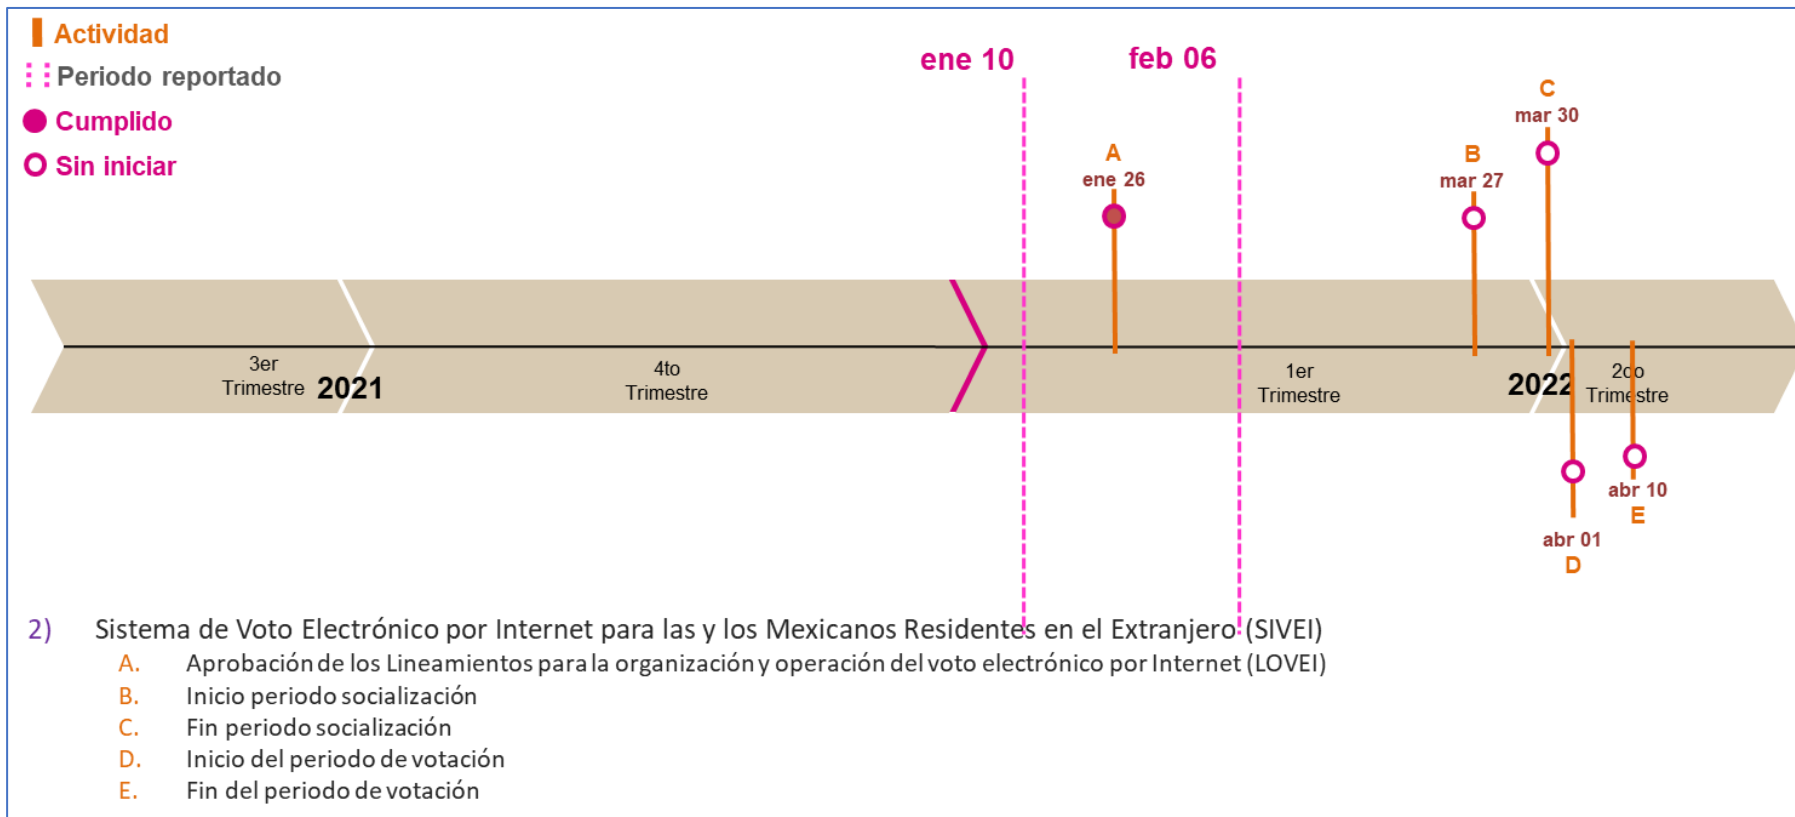 Actividad
Periodo reportado
Cumplido
Sin iniciar
ene 10
feb 06
A
ene 26
B
mar 27
C
mar 30
3er
Trimestre
2021
4to
Trimestre
1er
Trimestre
2022
2do
Trimestre
abr 10
E
abr 01
D
2) Sistema de Voto Electrónico por Internet para las y los Mexicanos Residentes en el Extranjero (SIVEI)
A. Aprobación de los Lineamientos para la organización y operación del voto electrónico por Internet (LOVEI)
B. Inicio periodo socialización
C. Fin periodo socialización
D. Inicio del periodo de votación
E. Fin del periodo de votación